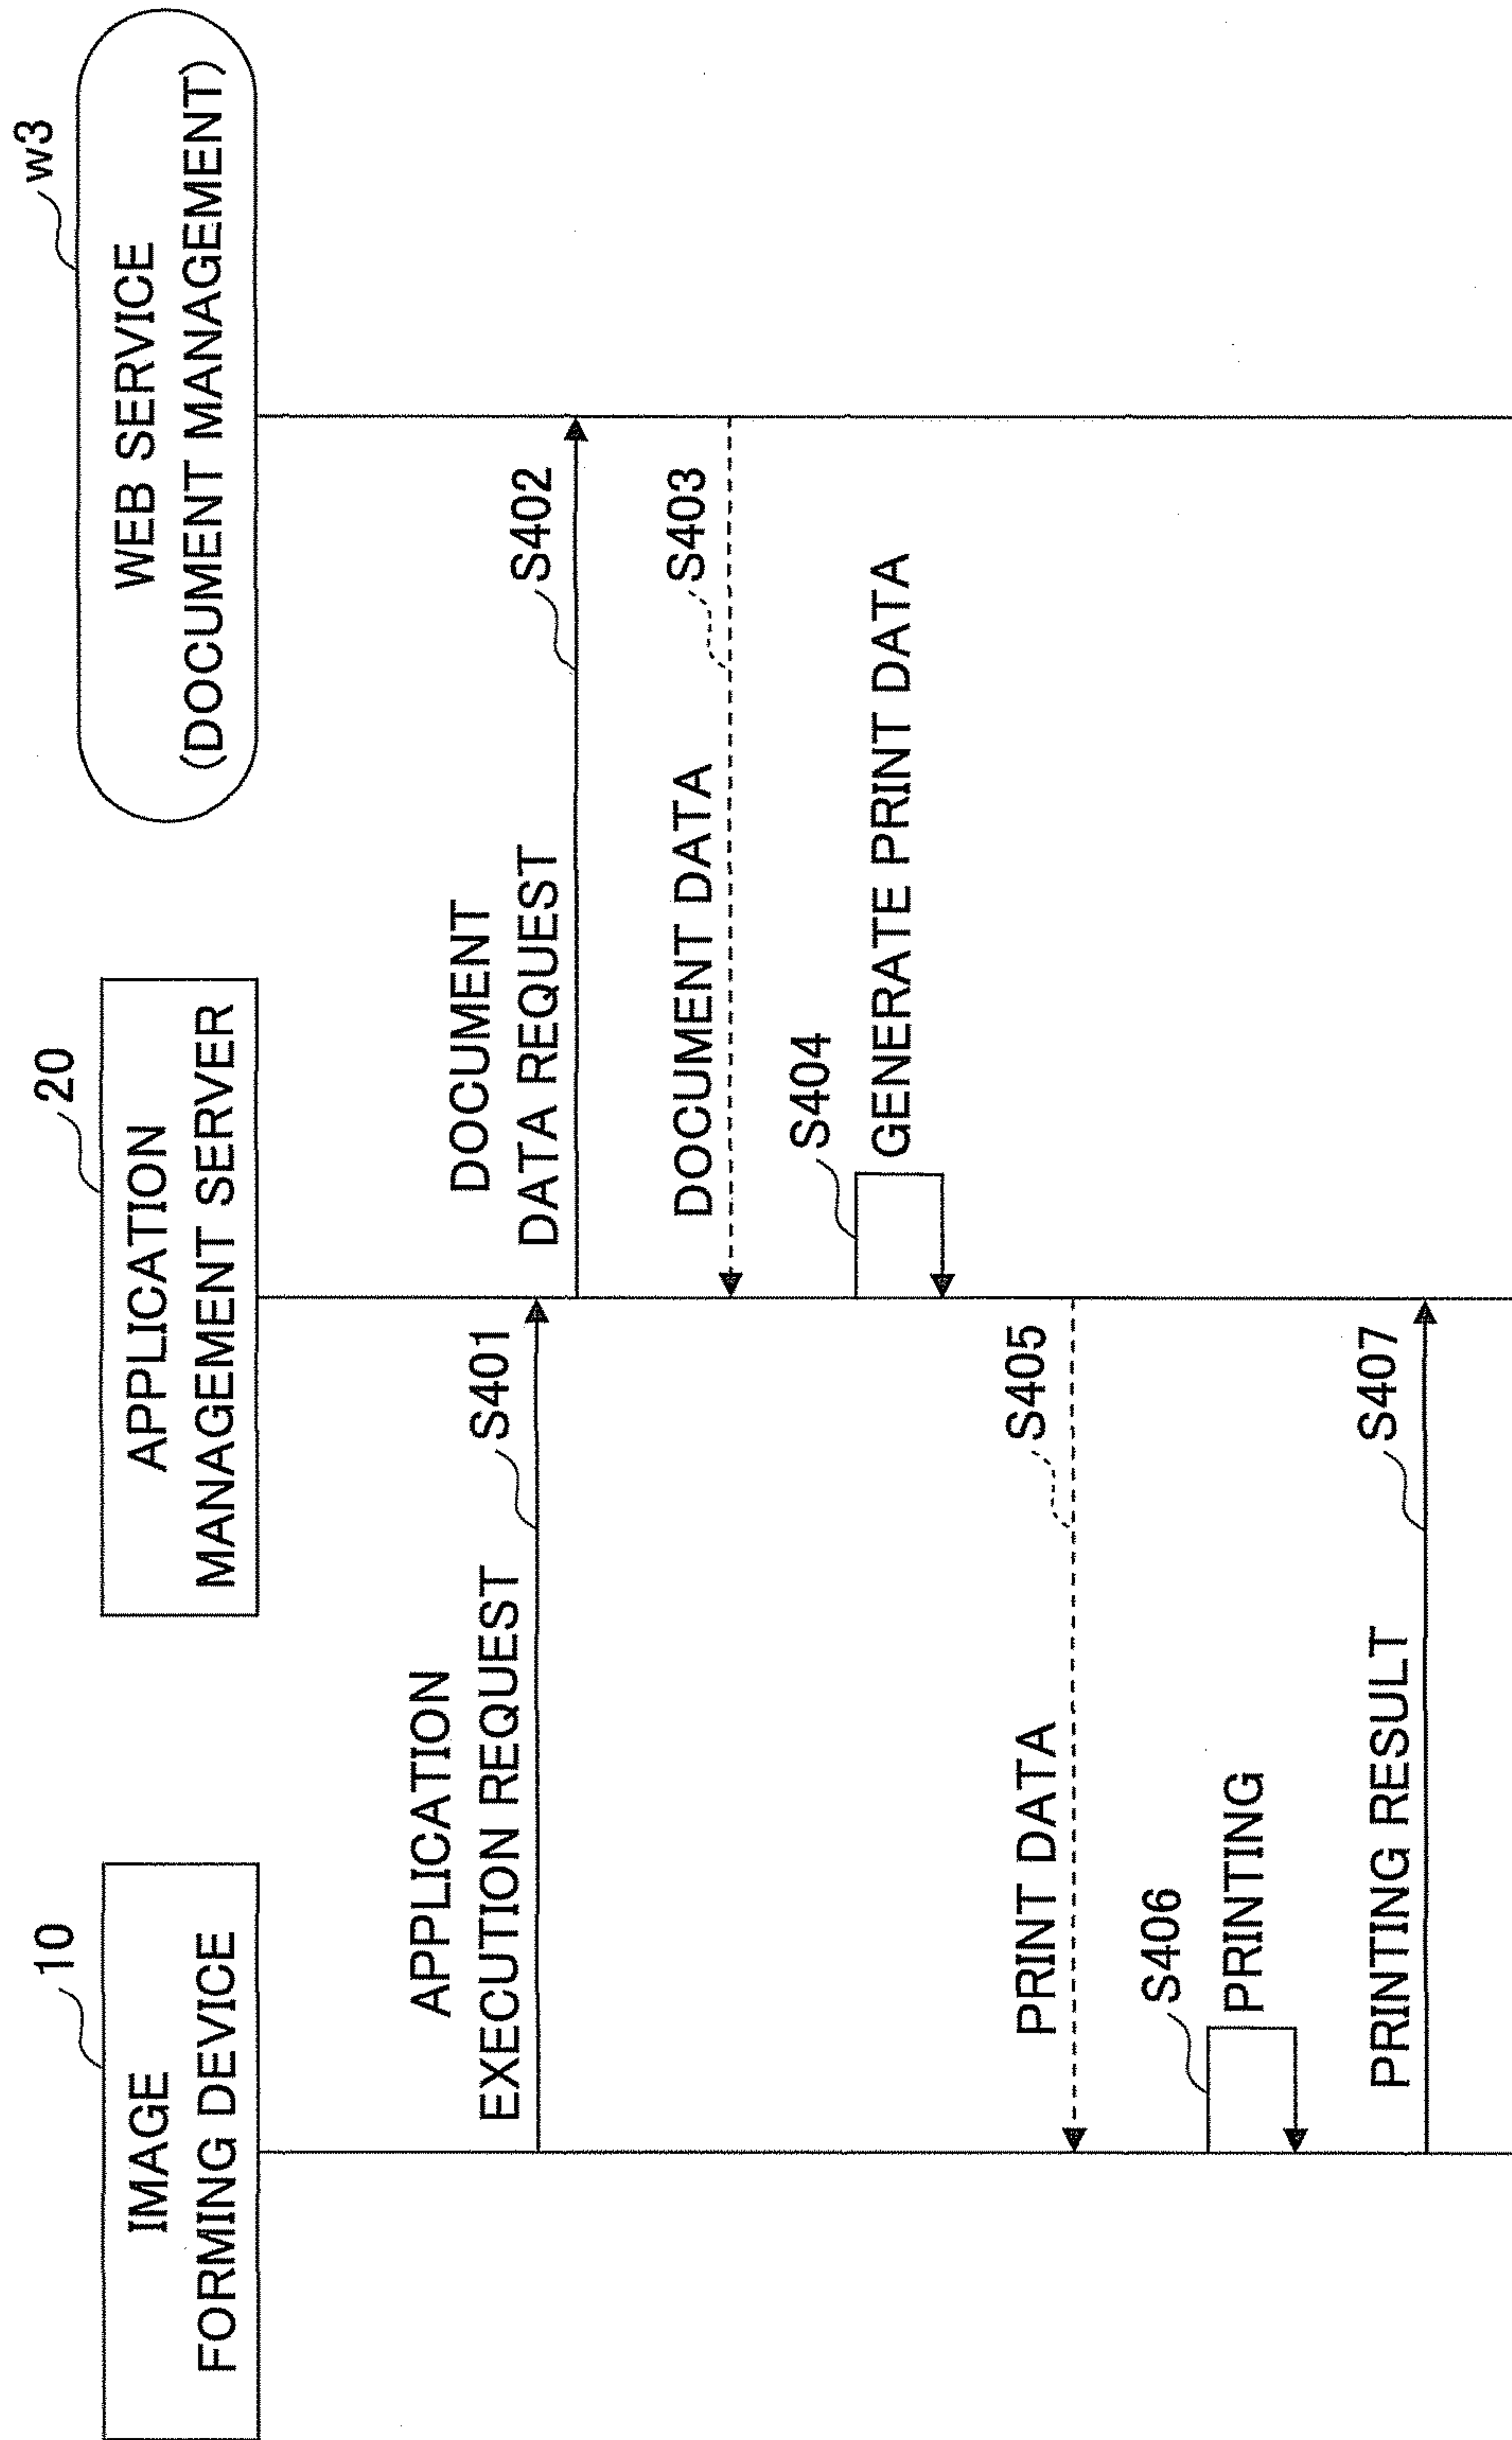 10
IMAGE
FORMING DEVICE
20
APPLICATION
MANAGEMENT SERVER
w3
WEB SERVICE
(DOCUMENT MANAGEMENT)
APPLICATION
EXECUTION REQUEST
S401
DOCUMENT
DATA REQUEST
S402
DOCUMENT DATA
S403
S404
GENERATE PRINT DATA
PRINT DATA
S405
S406
PRINTING
PRINTING RESULT
S407